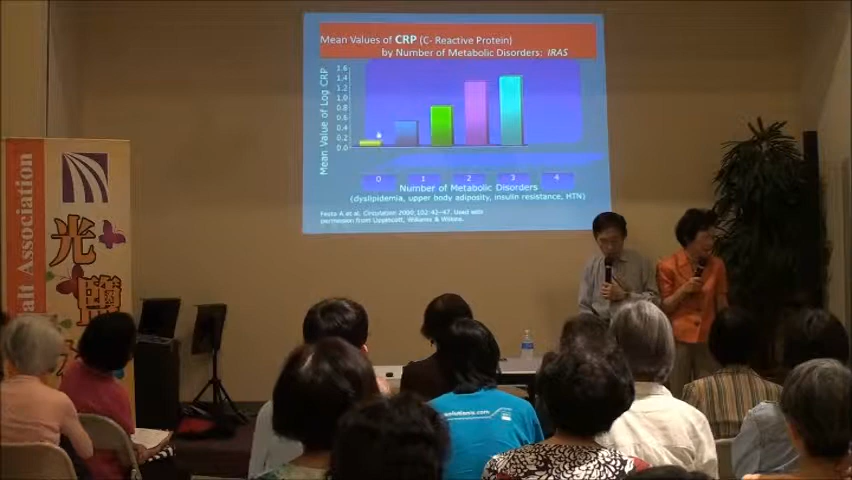 Mean Values of CRP (C- Reactive Protein)
by Number of Metabolic Disorders: IRAS
Mean Value of Log CRP
1.6
1.4
1.2
1.0
0.8
0.6
0.4
0.2
0.0
0 1 2 3 4
Number of Metabolic Disorders
(dyslipidemia, upper body adiposity, insulin resistance, HTN)
Festa A et al. Circulation 2000;102:42–47. Used with
permission from Lippincott, Williams & Wilkins.
alt Association
光
鹽